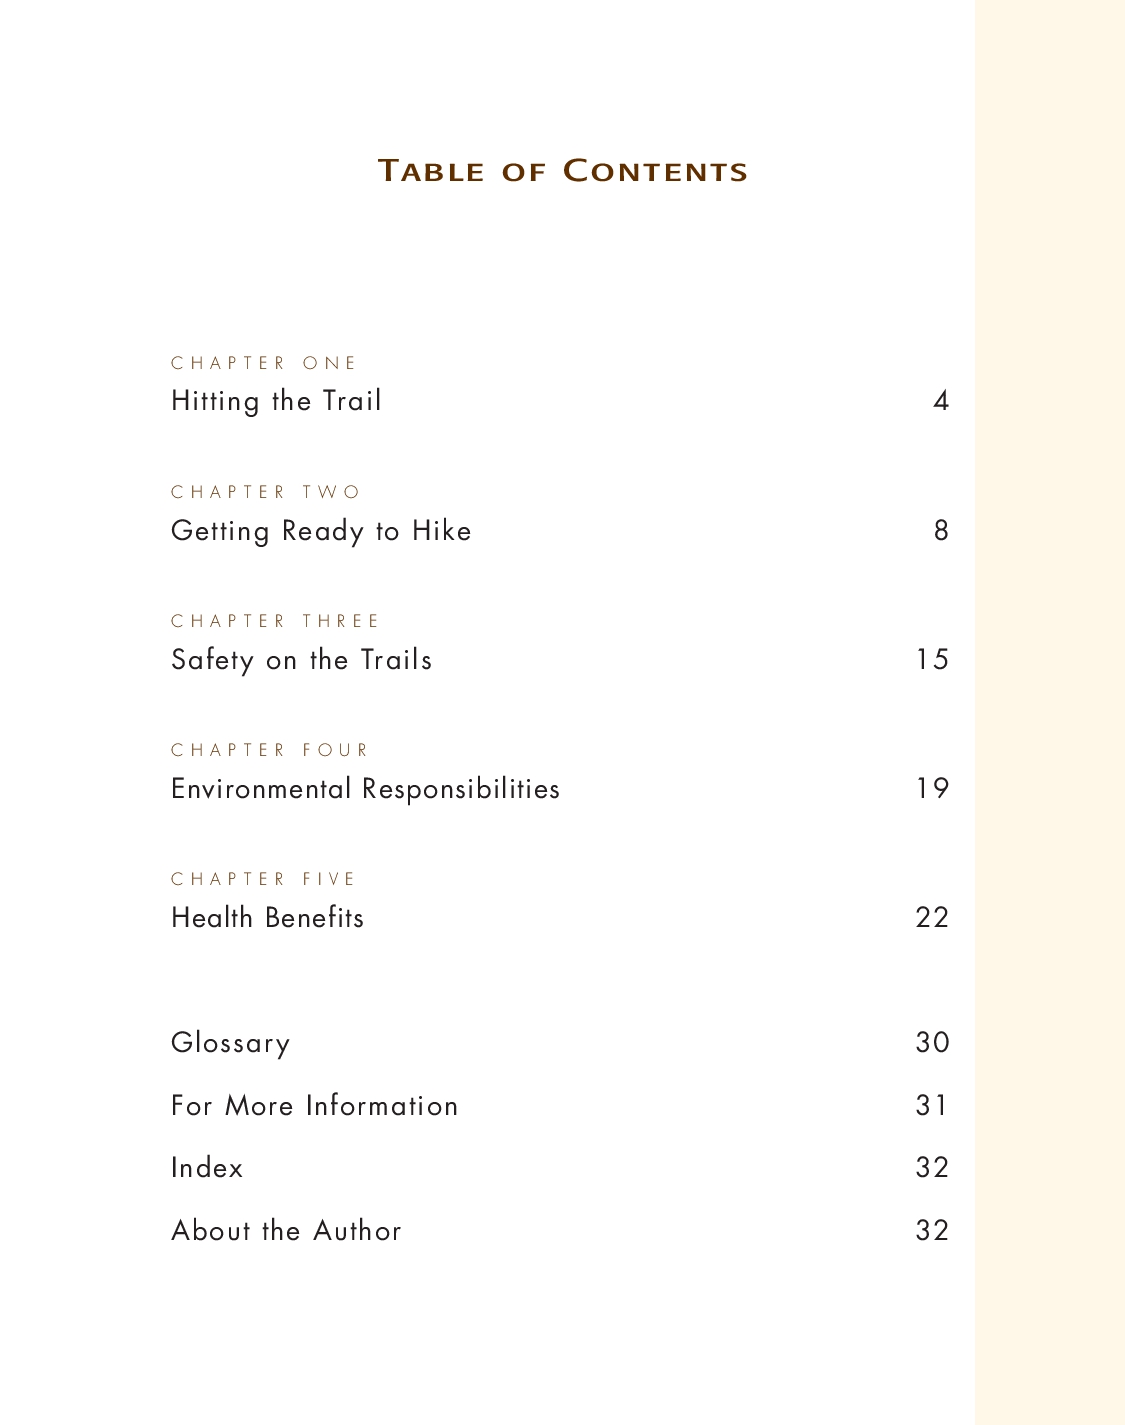 Table of Contents
CHAPTER ONE
Hitting the Trail 4
CHAPTER TWO
Getting Ready to Hike 8
CHAPTER THREE
Safety on the Trails 15
CHAPTER FOUR
Environmental Responsibilities 19
CHAPTER FIVE
Health Benefits 22
Glossary 30
For More Information 31
Index 32
About the Author 32